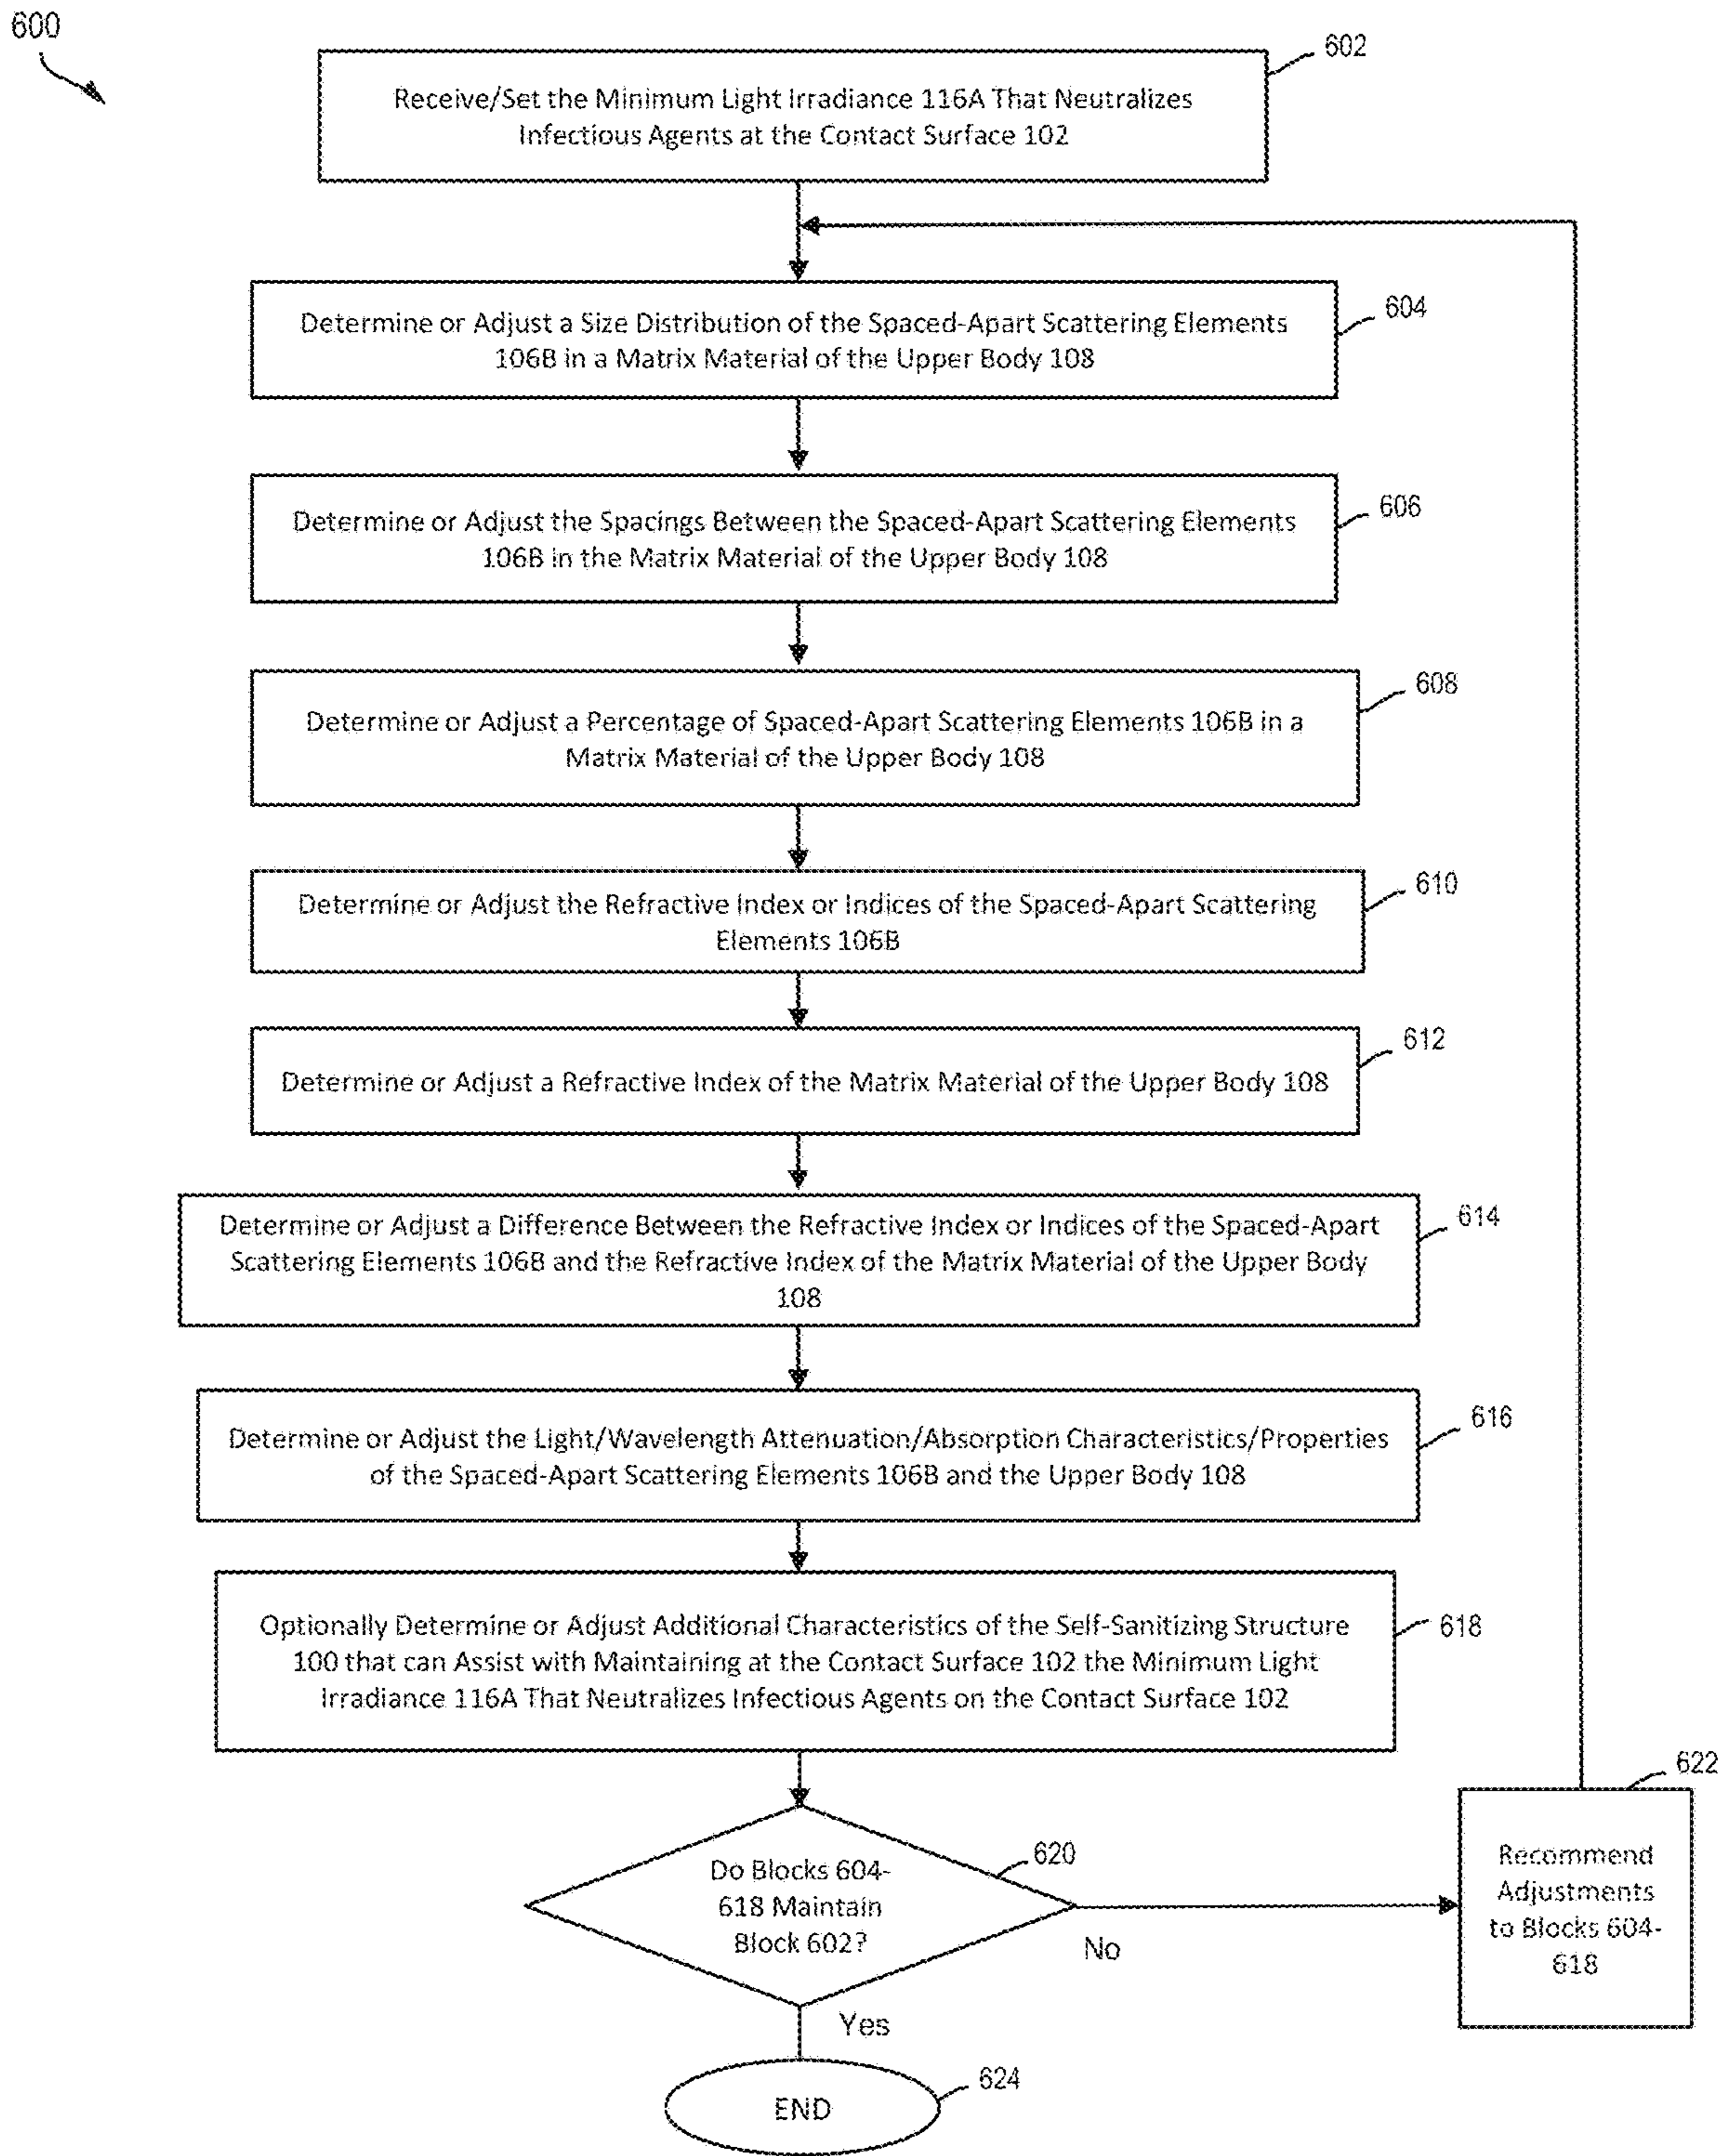 600
602
Receive/Set the Minimum Light Irradiance 116A That Neutralizes
Infectious Agents at the Contact Surface 102
604
Determine or Adjust a Size Distribution of the Spaced-Apart Scattering Elements
106B in a Matrix Material of the Upper Body 108
606
Determine or Adjust the Spacings Between the Spaced-Apart Scattering Elements
106B in the Matrix Material of the Upper Body 108
608
Determine or Adjust a Percentage of Spaced-Apart Scattering Elements 106B in a
Matrix Material of the Upper Body 108
610
Determine or Adjust the Refractive Index or Indices of the Spaced-Apart Scattering
Elements 106B
612
Determine or Adjust a Refractive Index of the Matrix Material of the Upper Body 108
614
Determine or Adjust a Difference Between the Refractive Index or Indices of the Spaced-Apart
Scattering Elements 106B and the Refractive Index of the Matrix Material of the Upper Body
108
616
Determine or Adjust the Light/Wavelength Attenuation/Absorption Characteristics/Properties
of the Spaced-Apart Scattering Elements 106B and the Upper Body 108
618
Optionally Determine or Adjust Additional Characteristics of the Self-Sanitizing Structure
100 that can Assist with Maintaining at the Contact Surface 102 the Minimum Light
Irradiance 116A That Neutralizes Infectious Agents on the Contact Surface 102
620
Do Blocks 604-
618 Maintain
Block 602?
No
Yes
622
Recommend
Adjustments
to Blocks 604-
618
624
END